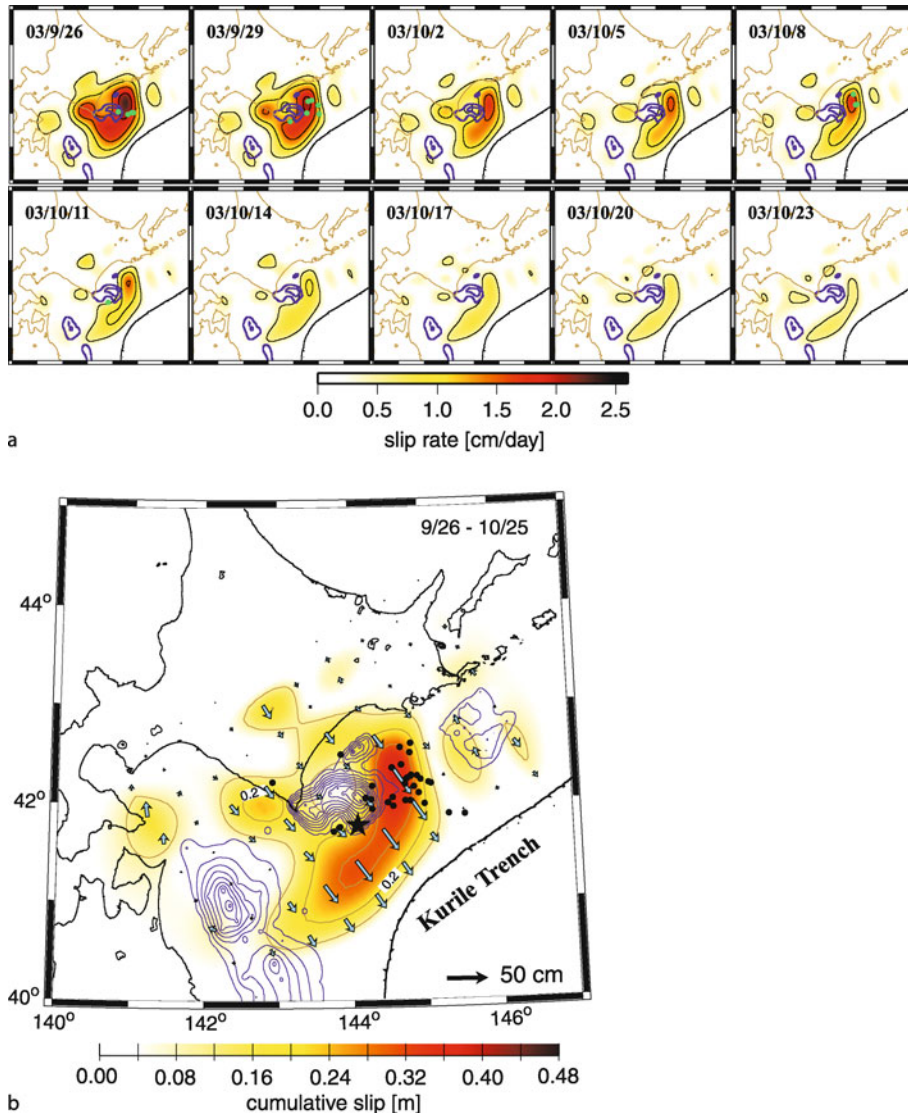 03/9/26 03/9/29 03/10/2 03/10/5 03/10/8
03/10/11 03/10/14 03/10/17 03/10/20 03/10/23
0.0 0.5 1.0 1.5 2.0 2.5
slip rate [cm/day]
a
9/26 - 10/25
44°
0.2
42°
0.2
Kurile Trench
50 cm
40°
140° 142° 144° 146°
0.00 0.08 0.16 0.24 0.32 0.40 0.48
cumulative slip [m]
b